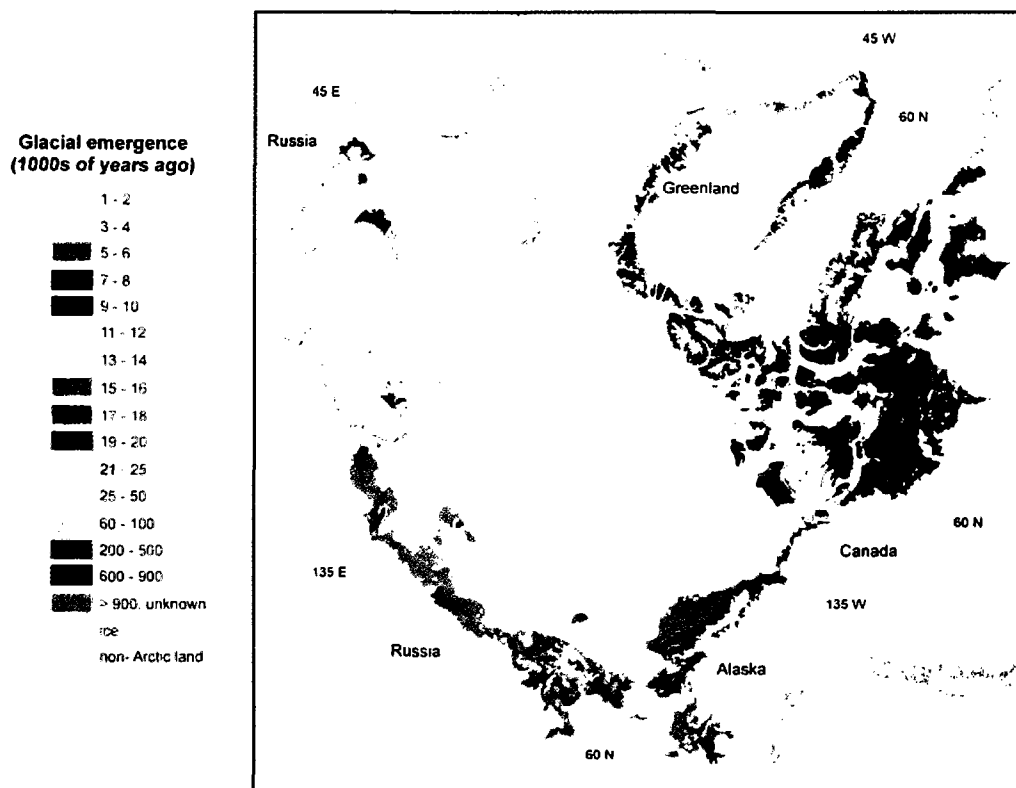 Glacial emergence
(1000s of years ago)
1 - 2
3 - 4
5 - 6
7 - 8
9 - 10
11 - 12
13 - 14
15 - 16
17 - 18
19 - 20
21 - 25
25 - 50
60 - 100
200 - 500
600 - 900
> 900, unknown
ice
non- Arctic land
45 W
45 E
60 N
Russia
Greenland
60 N
Canada
135 E
135 W
Russia
Alaska
60 N